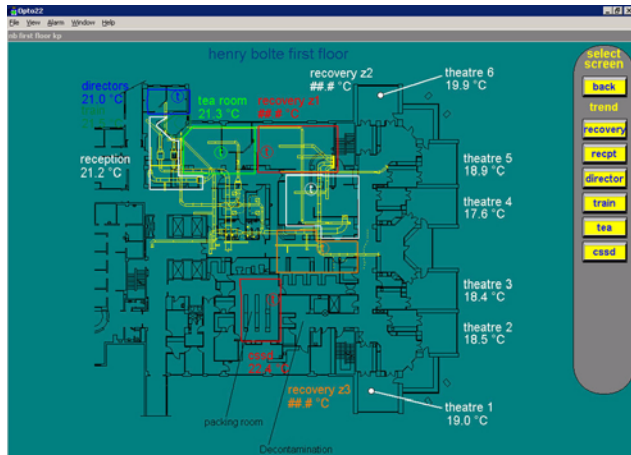 Opto22
File View Alarm Window Help
nb first floor kp
henry bolte first floor
select
screen
back
trend
recovery
recpt
director
train
tea
cssd
recovery z2
##.# °C
theatre 6
19.9 °C
directors
21.0 °C
tea room
21.3 °C
recovery z1
##.# °C
reception
21.2 °C
theatre 5
18.9 °C
theatre 4
17.6 °C
theatre 3
18.4 °C
theatre 2
18.5 °C
cssd
22.4 °C
recovery z3
##.# °C
theatre 1
19.0 °C
packing room
Decontamination